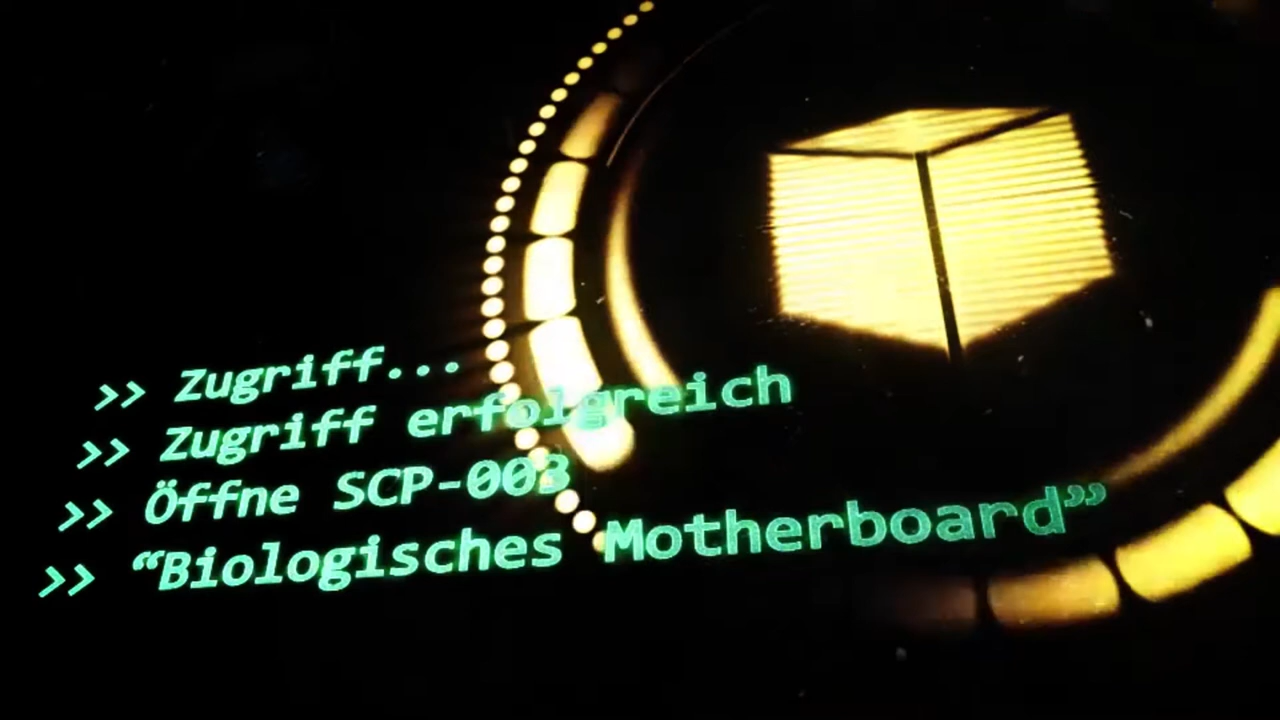 >> Zugriff...
>> Zugriff erfolgreich
>> Öffne SCP-003
>> “Biologisches Motherboard”